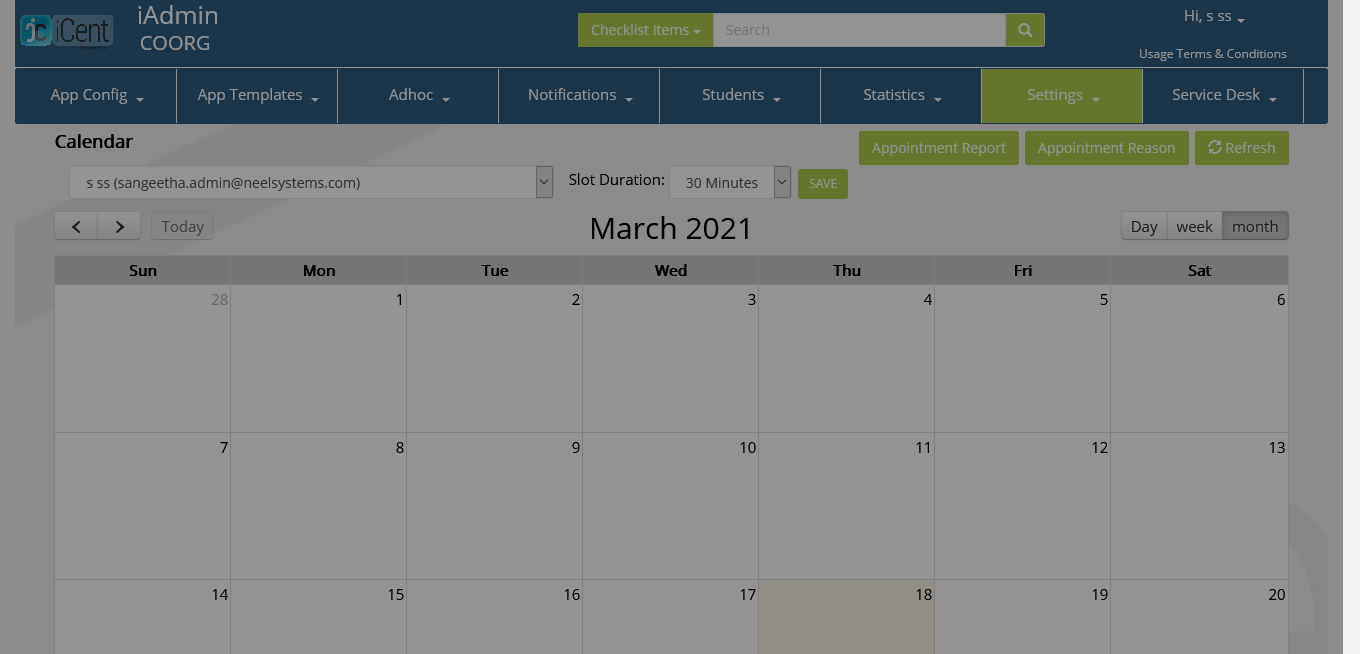 iCent
iAdmin
COORG
Checklist Items
Search
Hi, s ss
Usage Terms & Conditions
App Config
App Templates
Adhoc
Notifications
Students
Statistics
Settings
Service Desk
Calendar
Appointment Report
Appointment Reason
Refresh
s ss (sangeetha.admin@neelsystems.com)
Slot Duration:
30 Minutes
SAVE
Today
March 2021
Day week month
Sun Mon Tue Wed Thu Fri Sat
28 1 2 3 4 5 6
7 8 9 10 11 12 13
14 15 16 17 18 19 20